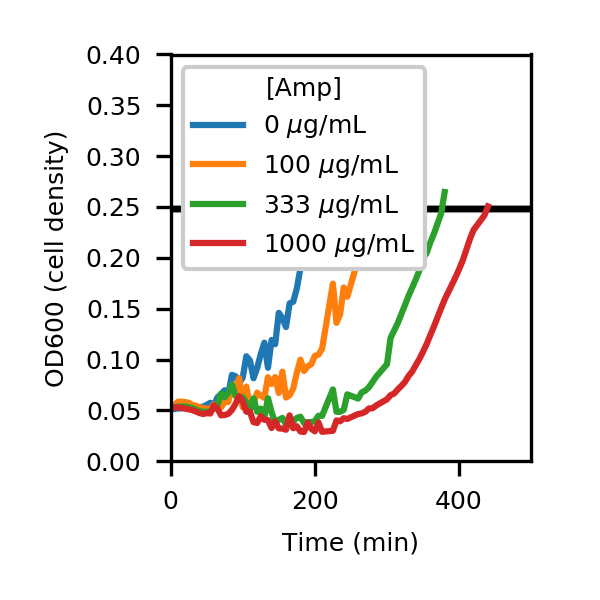 0.40
0.35
0.30
0.25
0.20
0.15
0.10
0.05
0.00
OD600 (cell density)
[Amp]
0 μg/mL
100 μg/mL
333 μg/mL
1000 μg/mL
0
200
400
Time (min)